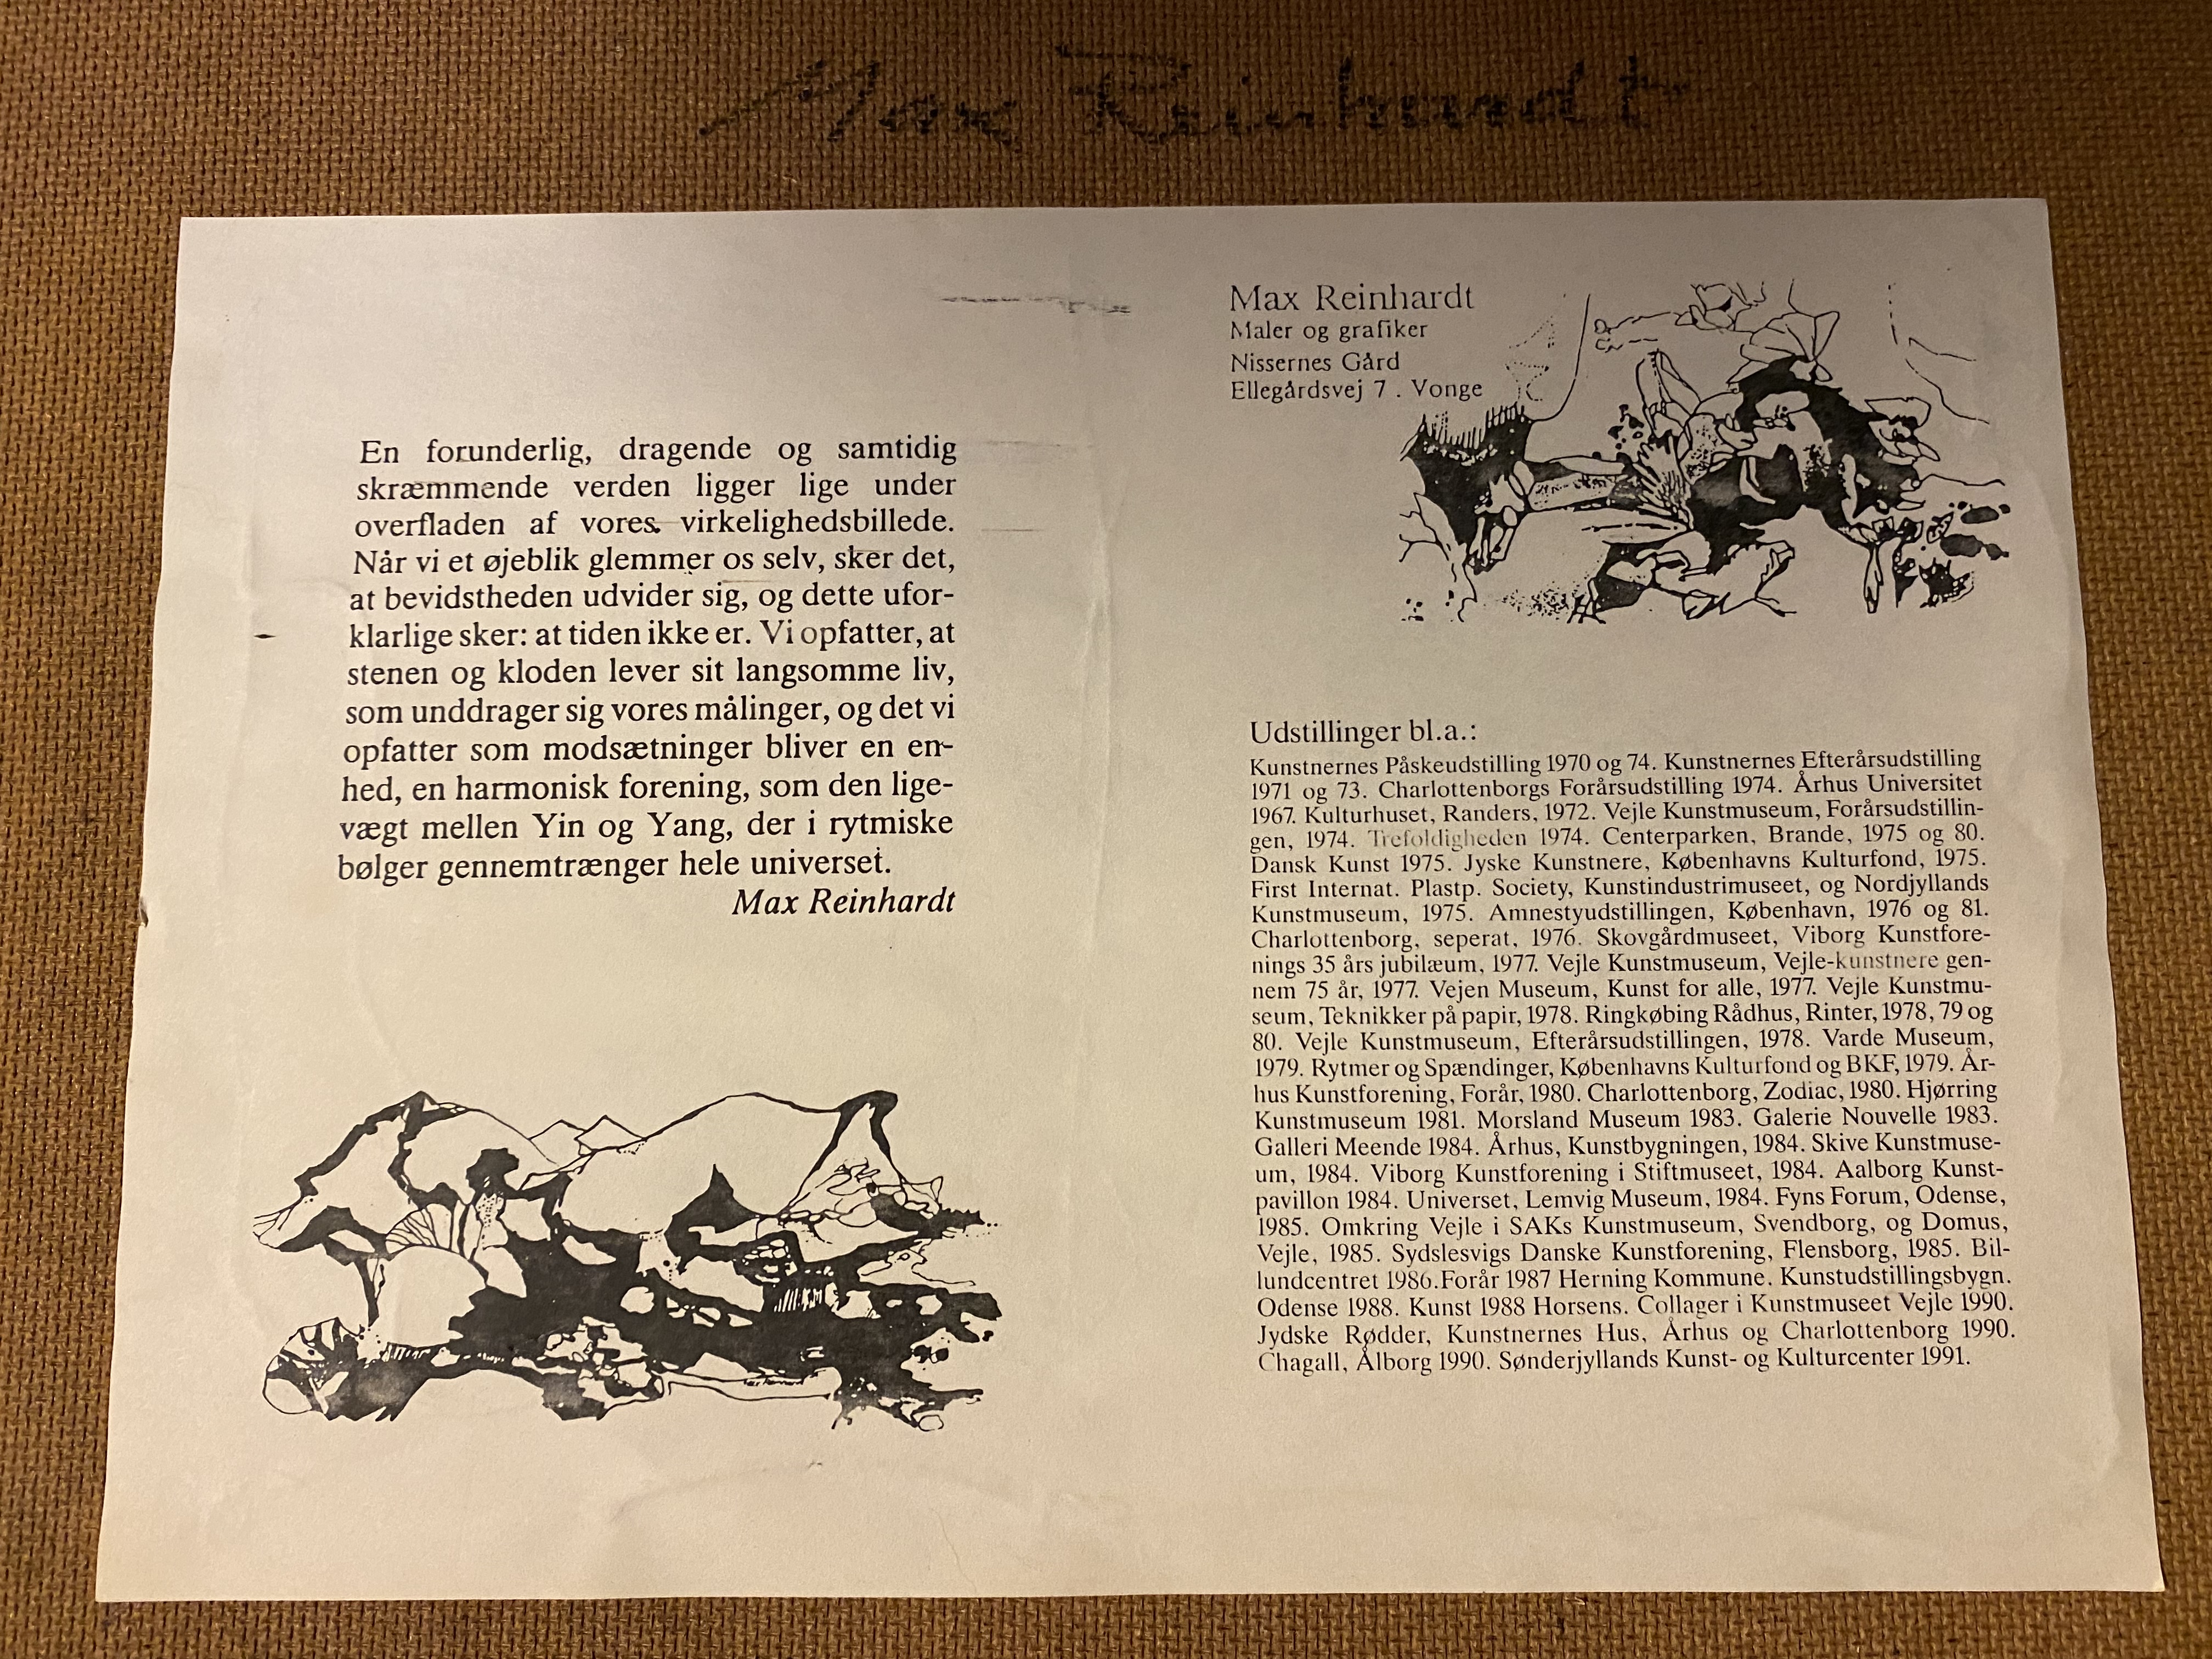 Max Reinhardt
En forunderlig, dragende og samtidig
skræmmende verden ligger lige under
overfladen af vores virkelighedsbillede.
Når vi et øjeblik glemmer os selv, sker det,
at bevidstheden udvider sig, og dette ufor-
klarlige sker: at tiden ikke er. Vi opfatter, at
stenen og kloden lever sit langsomme liv,
som unddrager sig vores målinger, og det vi
opfatter som modsætninger bliver en en-
hed, en harmonisk forening, som den lige-
vægt mellen Yin og Yang, der i rytmiske
bølger gennemtrænger hele universet.
Max Reinhardt
Max Reinhardt
Maler og grafiker
Nissernes Gård
Ellegårdsvej 7 . Vonge
Udstillinger bl.a.:
Kunstnernes Påskeudstilling 1970 og 74. Kunstnernes Efterårsudstilling
1971 og 73. Charlottenborgs Forårsudstilling 1974. Århus Universitet
1967. Kulturhuset, Randers, 1972. Vejle Kunstmuseum, Forårsudstillin-
gen, 1974. Trefoldigheden 1974. Centerparken, Brande, 1975 og 80.
Dansk Kunst 1975. Jyske Kunstnere, Københavns Kulturfond, 1975.
First Internat. Plastp. Society, Kunstindustrimuseet, og Nordjyllands
Kunstmuseum, 1975. Amnestyudstillingen, København, 1976 og 81.
Charlottenborg, seperat, 1976. Skovgårdmuseet, Viborg Kunstfore-
nings 35 års jubilæum, 1977. Vejle Kunstmuseum, Vejle-kunstnere gen-
nem 75 år, 1977. Vejen Museum, Kunst for alle, 1977. Vejle Kunstmu-
seum, Teknikker på papir, 1978. Ringkøbing Rådhus, Rinter, 1978, 79 og
80. Vejle Kunstmuseum, Efterårsudstillingen, 1978. Varde Museum,
1979. Rytmer og Spændinger, Københavns Kulturfond og BKF, 1979. År-
hus Kunstforening, Forår, 1980. Charlottenborg, Zodiac, 1980. Hjørring
Kunstmuseum 1981. Morsland Museum 1983. Galerie Nouvelle 1983.
Galleri Meende 1984. Århus, Kunstbygningen, 1984. Skive Kunstmuse-
um, 1984. Viborg Kunstforening i Stiftmuseet, 1984. Aalborg Kunst-
pavillon 1984. Universet, Lemvig Museum, 1984. Fyns Forum, Odense,
1985. Omkring Vejle i SAKs Kunstmuseum, Svendborg, og Domus,
Vejle, 1985. Sydslesvigs Danske Kunstforening, Flensborg, 1985. Bil-
lundcentret 1986.Forår 1987 Herning Kommune. Kunstudstillingsbygn.
Odense 1988. Kunst 1988 Horsens. Collager i Kunstmuseet Vejle 1990.
Jydske Rødder, Kunstnernes Hus, Århus og Charlottenborg 1990.
Chagall, Ålborg 1990. Sønderjyllands Kunst- og Kulturcenter 1991.